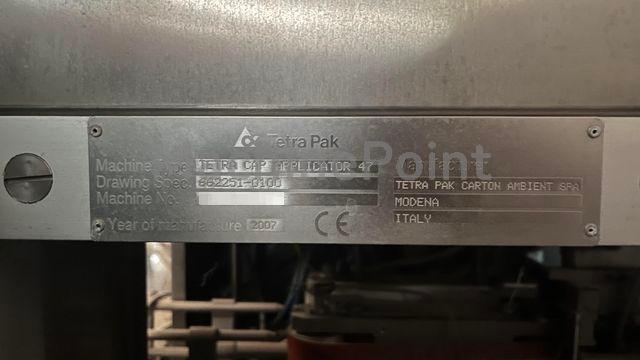 Tetra Pak
Machine Type TETRA CAP APPLICATOR 47
Drawing Spec. 662251-0100
Machine No.
Year of manufacture 2007 CE
TETRA PAK CARTON AMBIENT SPA
MODENA
ITALY